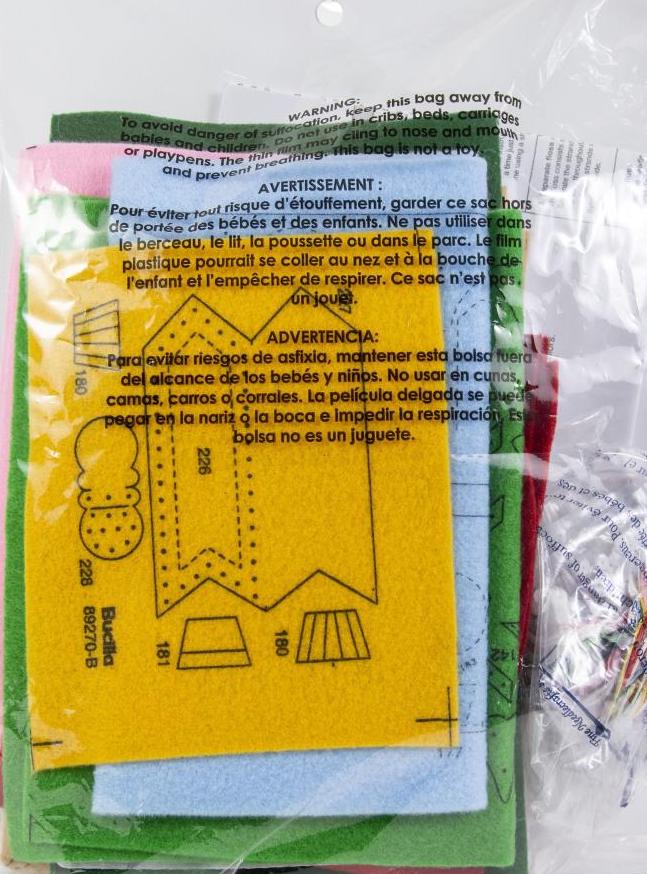 WARNING:
To avoid danger of suffocation, keep this bag away from
babies and children. Do not use in cribs, beds, carriages
or playpens. The thin film may cling to nose and mouth
and prevent breathing. This bag is not a toy.
AVERTISSEMENT :
Pour éviter tout risque d'étouffement, garder ce sac hors
de portée des bébés et des enfants. Ne pas utiliser dans
le berceau, le lit, la poussette ou dans le parc. Le film
plastique pourrait se coller au nez et à la bouche de
l'enfant et l'empêcher de respirer. Ce sac n'est pas
un jouet.
ADVERTENCIA:
Para evitar riesgos de asfixia, mantener esta bolsa fuera
del alcance de los bebés y niños. No usar en cunas,
camas, carros o corrales. La película delgada se puede
pegar en la nariz o la boca e impedir la respiración. Esta
bolsa no es un juguete.
180
226
228
Bucilla
89270-B
181
180
142
177